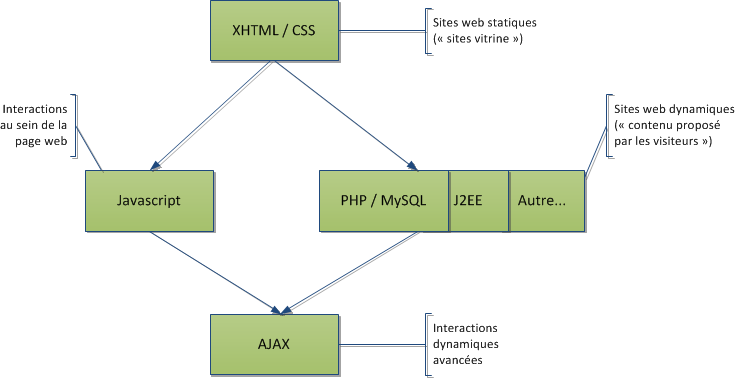 XHTML / CSS
Sites web statiques
(« sites vitrine »)
Interactions
au sein de la
page web
Sites web dynamiques
(« contenu proposé
par les visiteurs »)
Javascript
PHP / MySQL
J2EE
Autre...
AJAX
Interactions
dynamiques
avancées